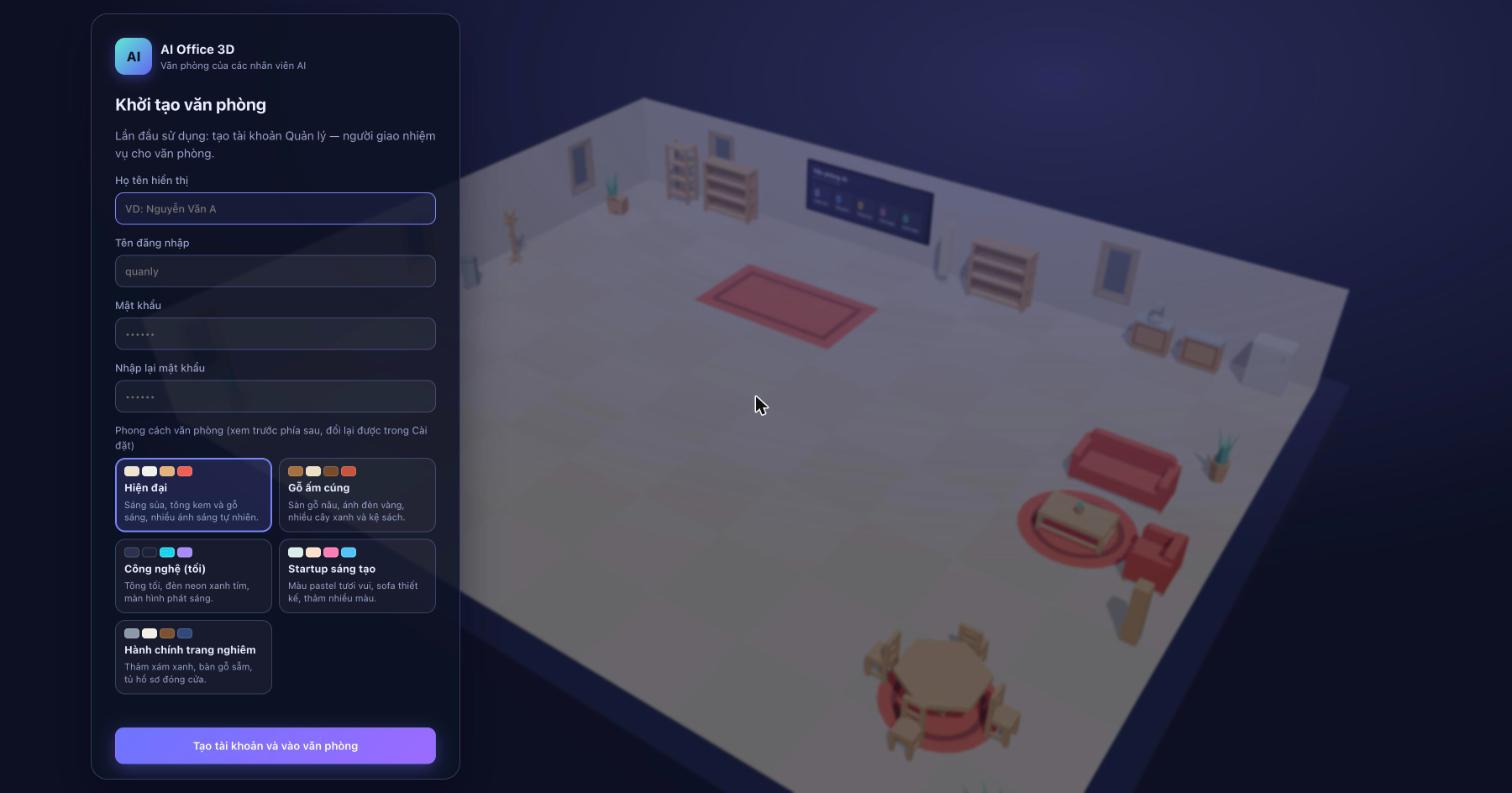 AI
AI Office 3D
Văn phòng của các nhân viên AI
Khởi tạo văn phòng
Lần đầu sử dụng: tạo tài khoản Quản lý — người giao nhiệm
vụ cho văn phòng.
Họ tên hiển thị
VD: Nguyễn Văn A
Tên đăng nhập
quanly
Mật khẩu
••••••
Nhập lại mật khẩu
••••••
Phong cách văn phòng (xem trước phía sau, đổi lại được trong Cài
đặt)
Hiện đại
Sáng sủa, tông kem và gỗ
sáng, nhiều ánh sáng tự nhiên.
Gỗ ấm cúng
Sàn gỗ nâu, ánh đèn vàng,
nhiều cây xanh và kệ sách.
Công nghệ (tối)
Tông tối, đèn neon xanh tím,
màn hình phát sáng.
Startup sáng tạo
Màu pastel tươi vui, sofa thiết
kế, thảm nhiều màu.
Hành chính trang nghiêm
Thảm xám xanh, bàn gỗ sẫm,
tủ hồ sơ đóng cửa.
Tạo tài khoản và vào văn phòng